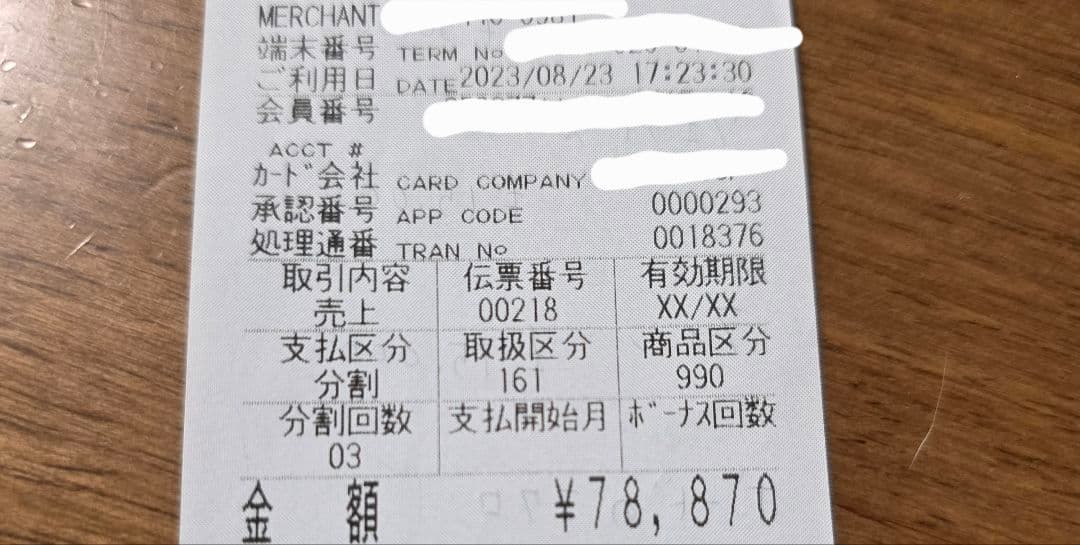 MERCHANT
端末番号 TERM No
ご利用日 DATE 2023/08/23 17:23:30
会員番号
ACCT #
ｶｰﾄﾞ会社 CARD COMPANY
承認番号 APP CODE 0000293
処理通番 TRAN No 0018376
取引内容 伝票番号 有効期限
売上 00218 XX/XX
支払区分 取扱区分 商品区分
分割 161 990
分割回数 支払開始月 ﾎﾞｰﾅｽ回数
03
金 額 ¥78,870